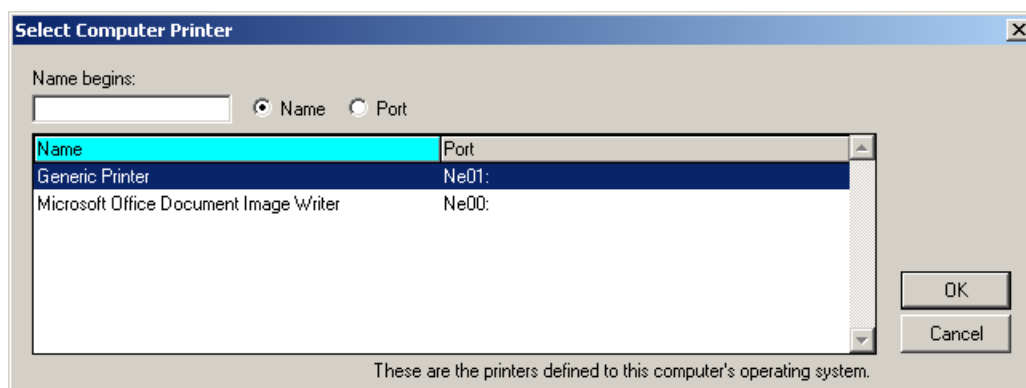 Select Computer Printer
Name begins:
Name Port
Name Port
Generic Printer Ne01:
Microsoft Office Document Image Writer Ne00:
OK
Cancel
These are the printers defined to this computer's operating system.